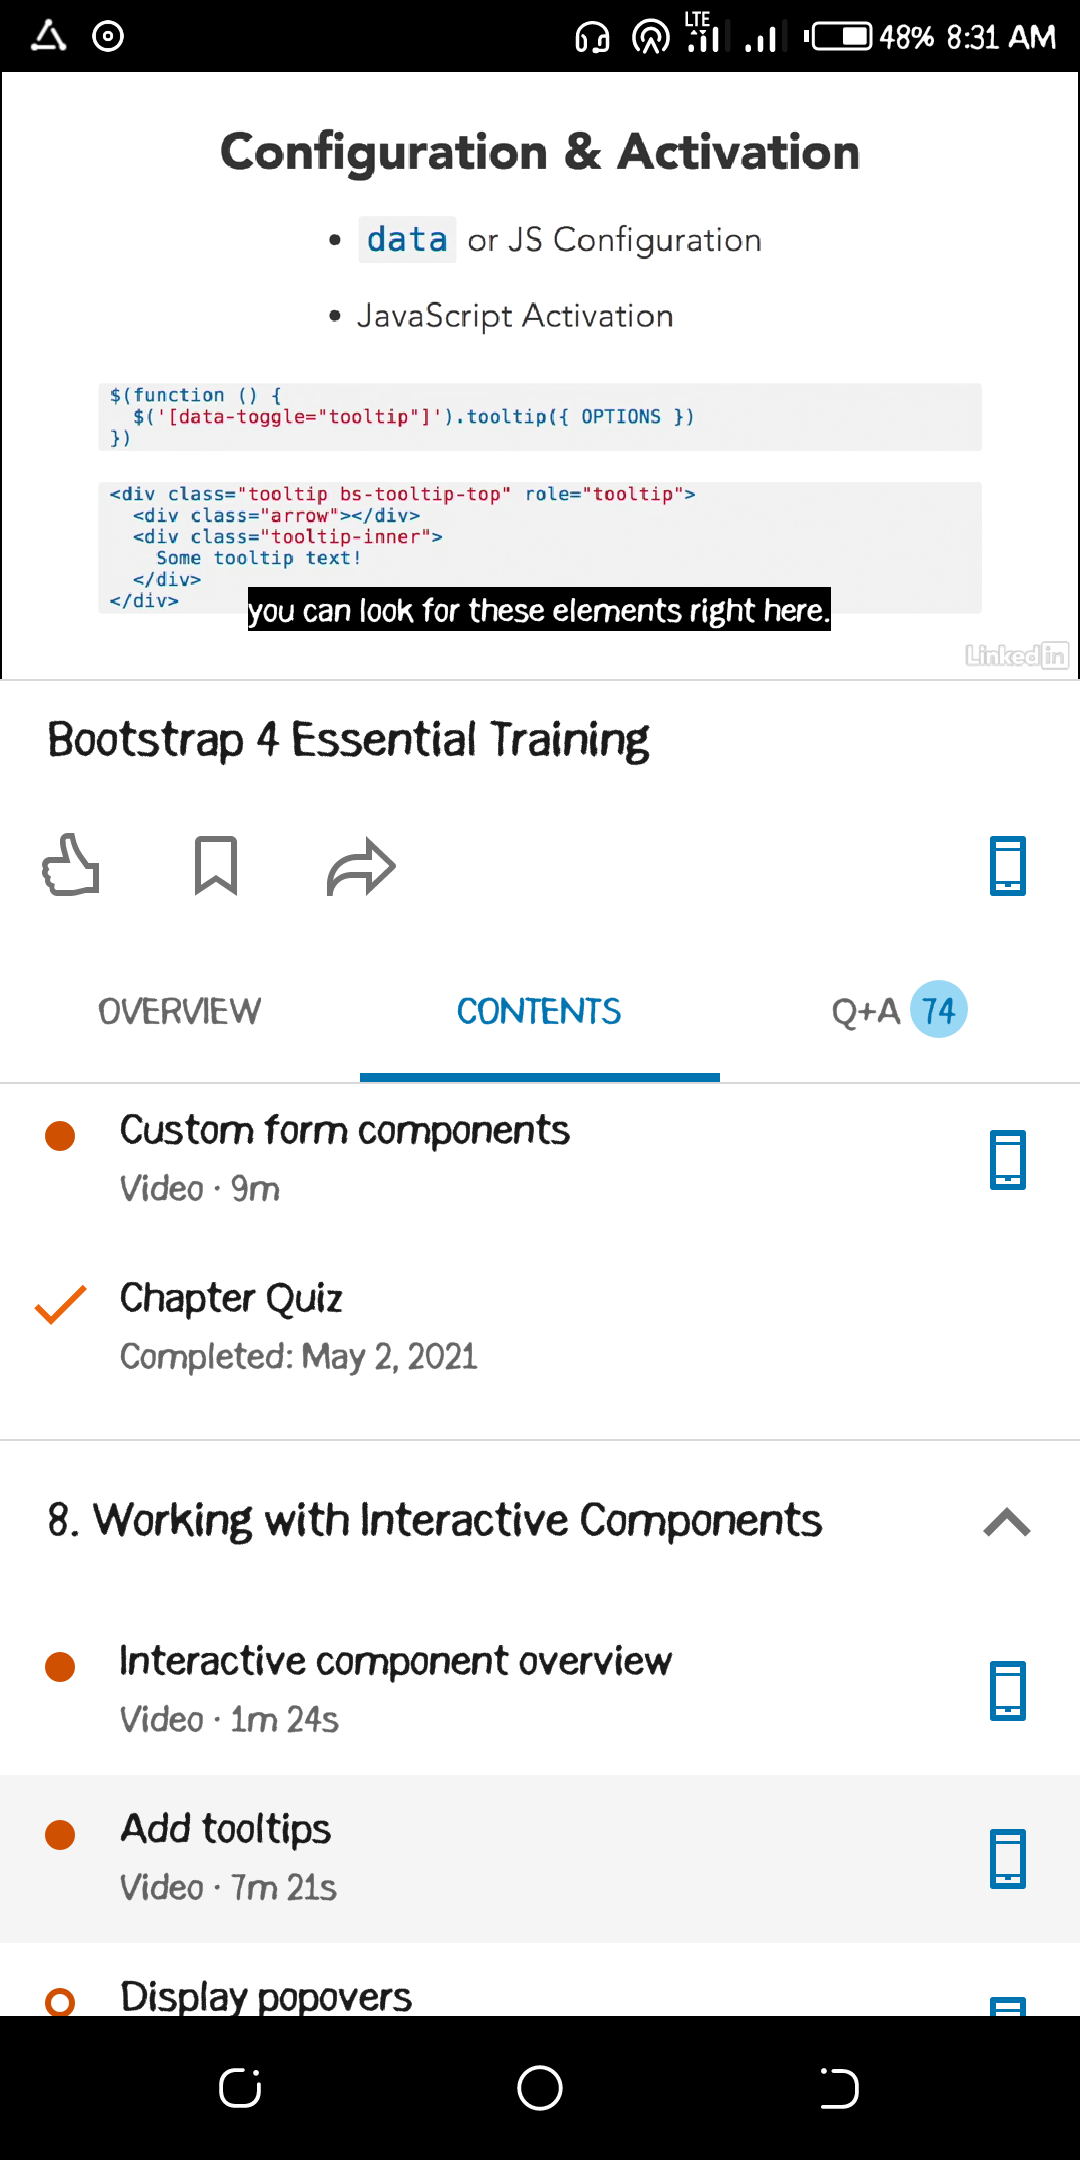 LTE 48% 8:31 AM
Configuration & Activation
• data or JS Configuration
• JavaScript Activation
$(function () {
  $('[data-toggle="tooltip"]').tooltip({ OPTIONS })
})
<div class="tooltip bs-tooltip-top" role="tooltip">
  <div class="arrow"></div>
  <div class="tooltip-inner">
    Some tooltip text!
  </div>
</div>
you can look for these elements right here.
Linked in
Bootstrap 4 Essential Training
OVERVIEW CONTENTS Q+A 74
Custom form components
Video · 9m
Chapter Quiz
Completed: May 2, 2021
8. Working with Interactive Components
Interactive component overview
Video · 1m 24s
Add tooltips
Video · 7m 21s
Display popovers